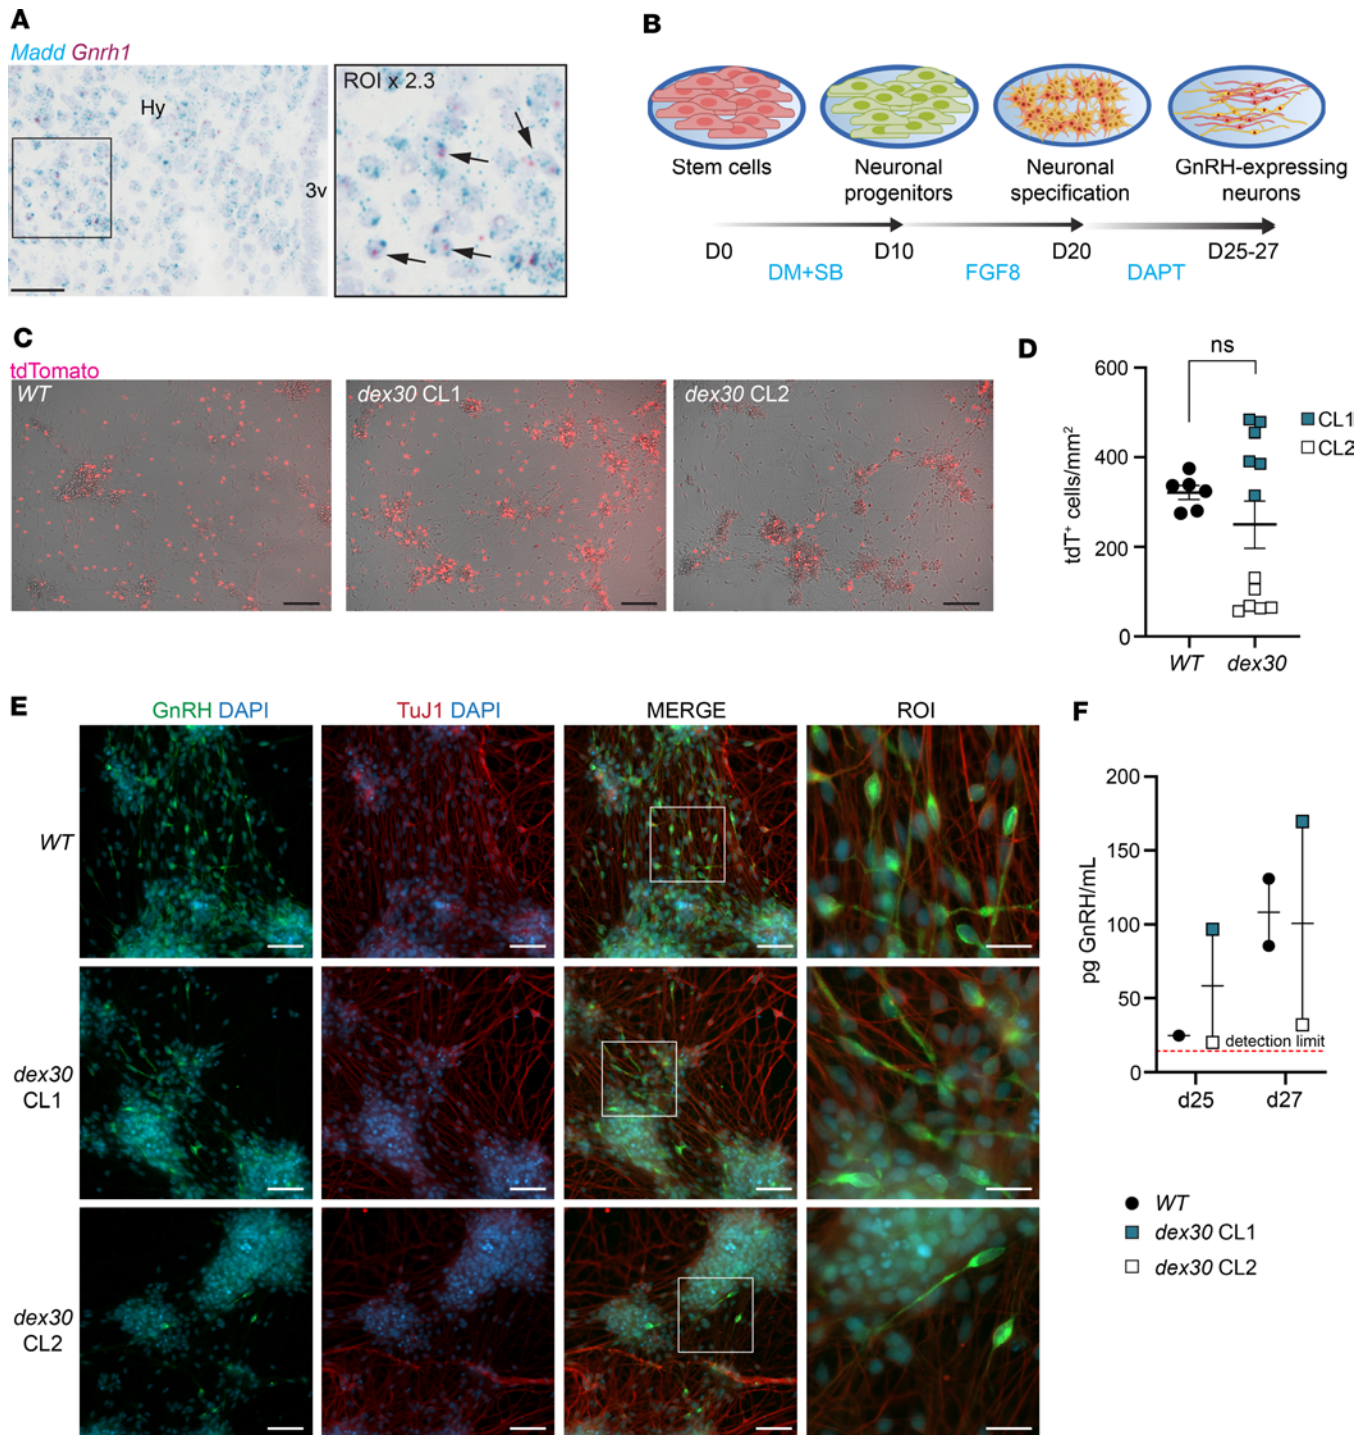 A
Madd Gnrh1
Hy
3v
ROI x 2.3
B
Stem cells
Neuronal
progenitors
Neuronal
specification
GnRH-expressing
neurons
D0
D10
D20
D25-27
DM+SB
FGF8
DAPT
C
tdTomato
WT
dex30 CL1
dex30 CL2
D
ns
600
400
200
0
tdT+ cells/mm2
WT
dex30
CL1
CL2
E
GnRH DAPI
TuJ1 DAPI
MERGE
ROI
WT
dex30
CL1
dex30
CL2
F
200
150
100
50
0
pg GnRH/mL
detection limit
d25
d27
WT
dex30 CL1
dex30 CL2